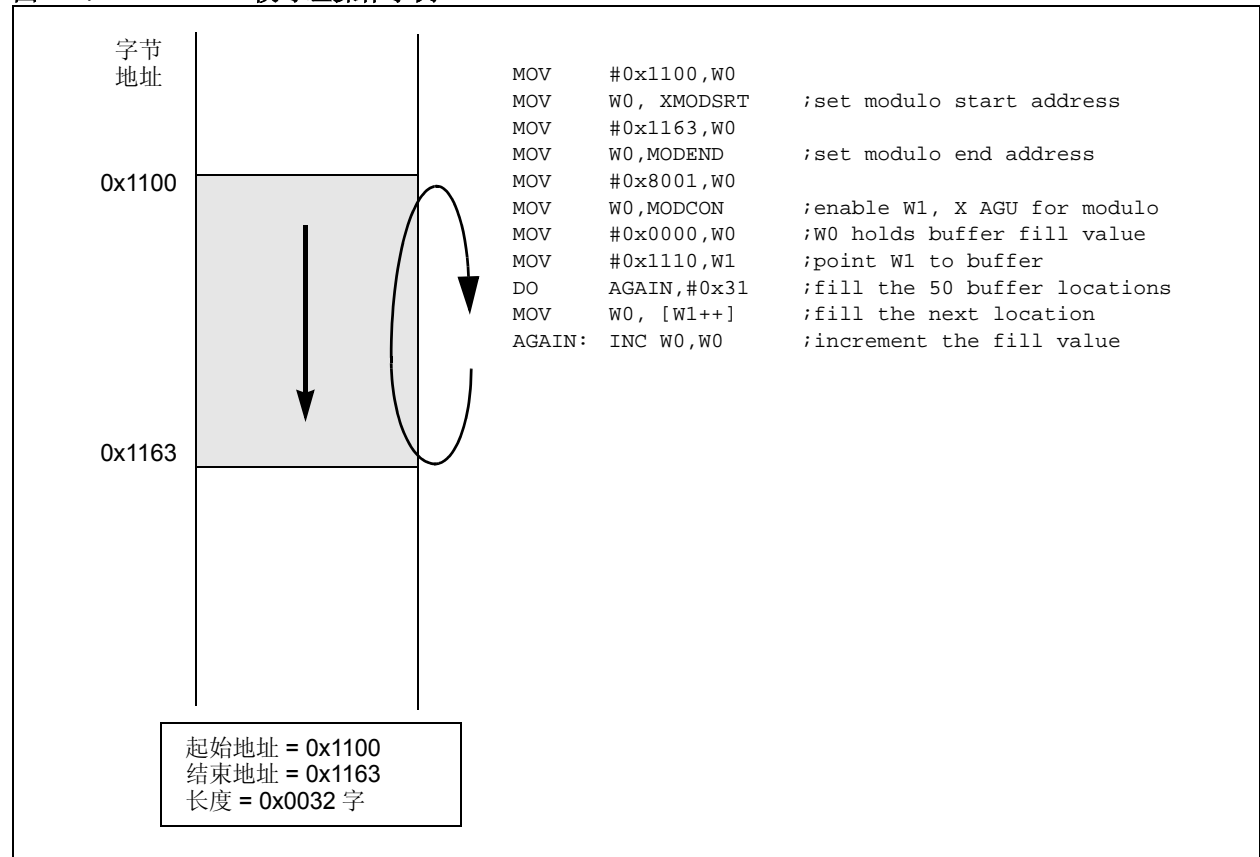 字节
地址
0x1100
0x1163
MOV #0x1100,W0
MOV W0, XMODSRT ;set modulo start address
MOV #0x1163,W0
MOV W0,MODEND ;set modulo end address
MOV #0x8001,W0
MOV W0,MODCON ;enable W1, X AGU for modulo
MOV #0x0000,W0 ;W0 holds buffer fill value
MOV #0x1110,W1 ;point W1 to buffer
DO AGAIN,#0x31 ;fill the 50 buffer locations
MOV W0, [W1++] ;fill the next location
AGAIN: INC W0,W0 ;increment the fill value
起始地址 = 0x1100
结束地址 = 0x1163
长度 = 0x0032 字